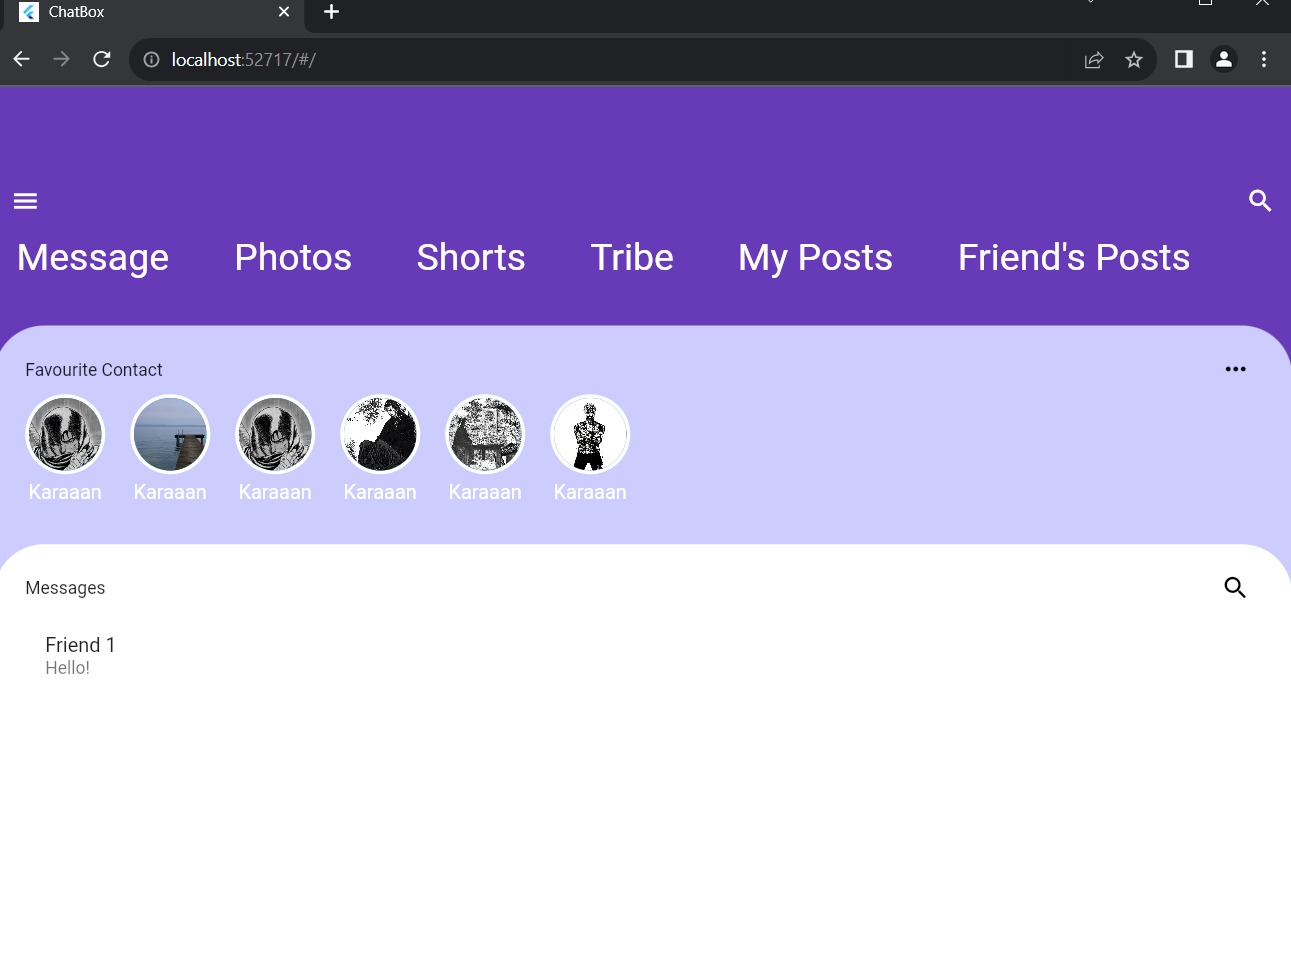 ChatBox
localhost:52717/#/
Message Photos Shorts Tribe My Posts Friend's Posts
Favourite Contact
Karaaan Karaaan Karaaan Karaaan Karaaan Karaaan
Messages
Friend 1
Hello!